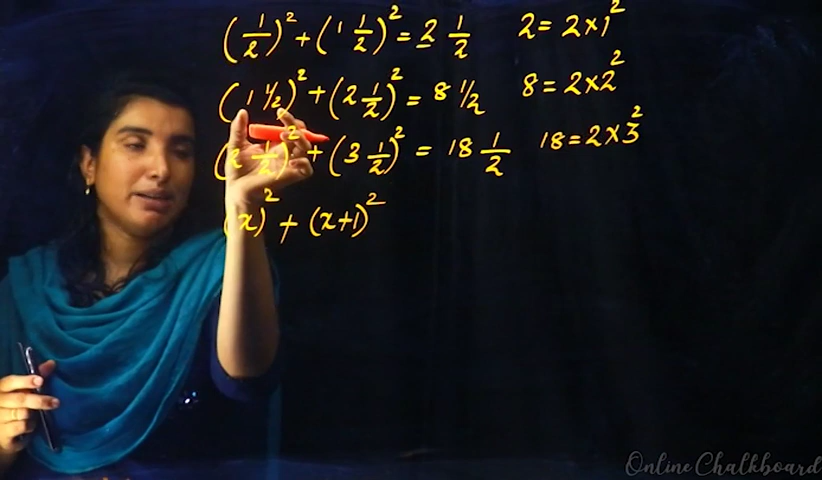 (1/2)² + (1 1/2)² = 2 1/2 2 = 2×1²
(1 1/2)² + (2 1/2)² = 8 1/2 8 = 2×2²
(2 1/2)² + (3 1/2)² = 18 1/2 18 = 2×3²
(x)² + (x+1)²
Online Chalkboard